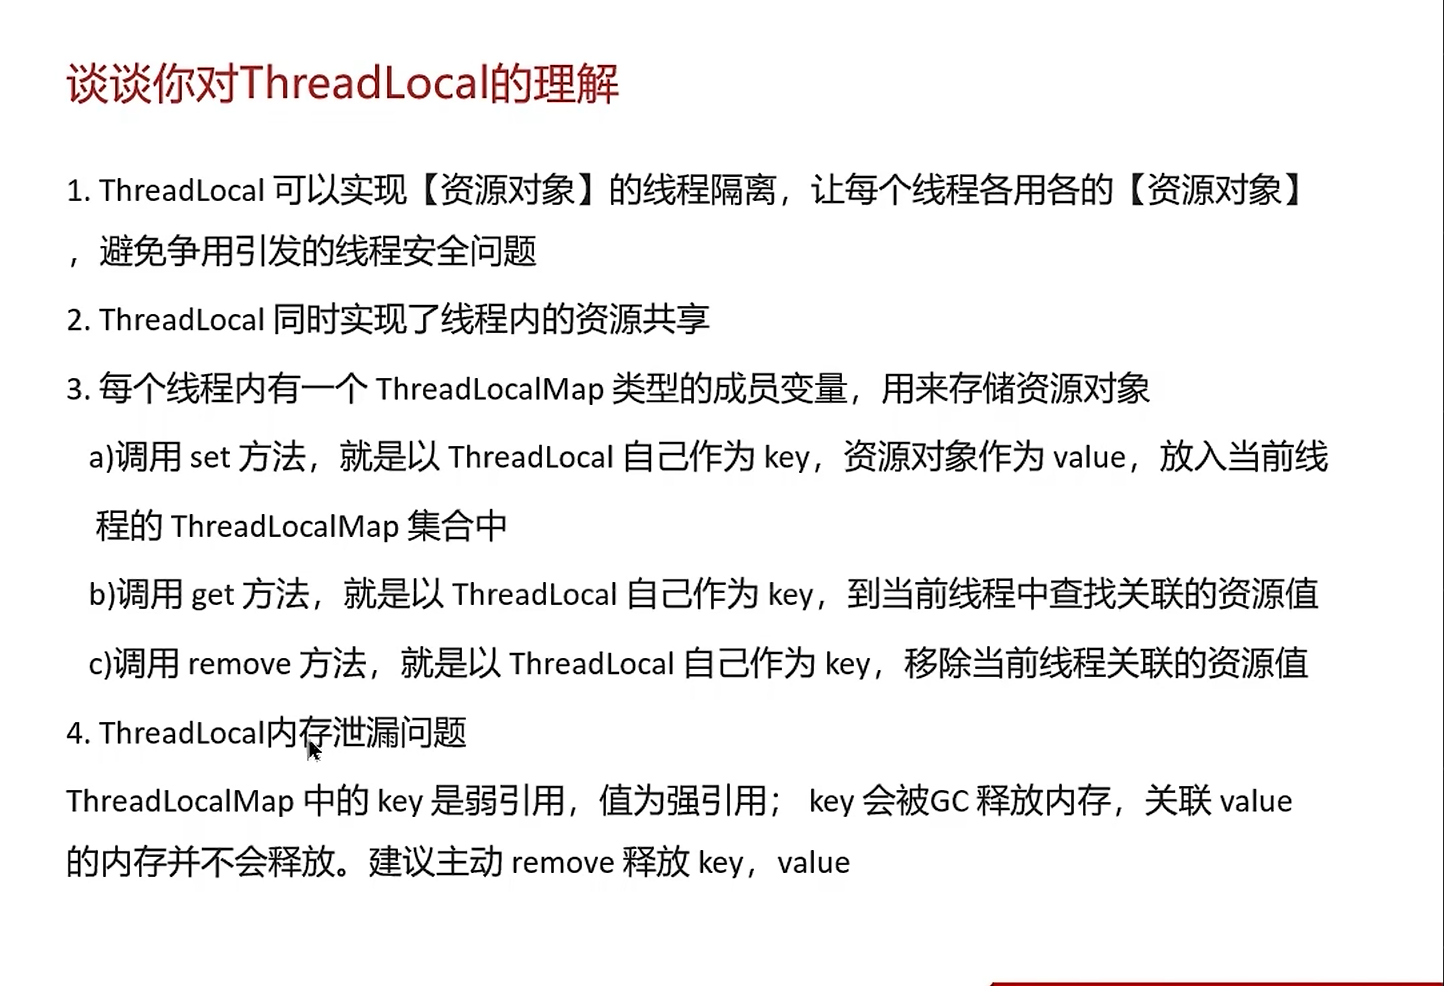 谈谈你对ThreadLocal的理解
1. ThreadLocal 可以实现【资源对象】的线程隔离，让每个线程各用各的【资源对象】
，避免争用引发的线程安全问题
2. ThreadLocal 同时实现了线程内的资源共享
3. 每个线程内有一个 ThreadLocalMap 类型的成员变量，用来存储资源对象
a)调用 set 方法，就是以 ThreadLocal 自己作为 key，资源对象作为 value，放入当前线
程的 ThreadLocalMap 集合中
b)调用 get 方法，就是以 ThreadLocal 自己作为 key，到当前线程中查找关联的资源值
c)调用 remove 方法，就是以 ThreadLocal 自己作为 key，移除当前线程关联的资源值
4. ThreadLocal内存泄漏问题
ThreadLocalMap 中的 key 是弱引用，值为强引用； key 会被GC 释放内存，关联 value
的内存并不会释放。建议主动 remove 释放 key，value